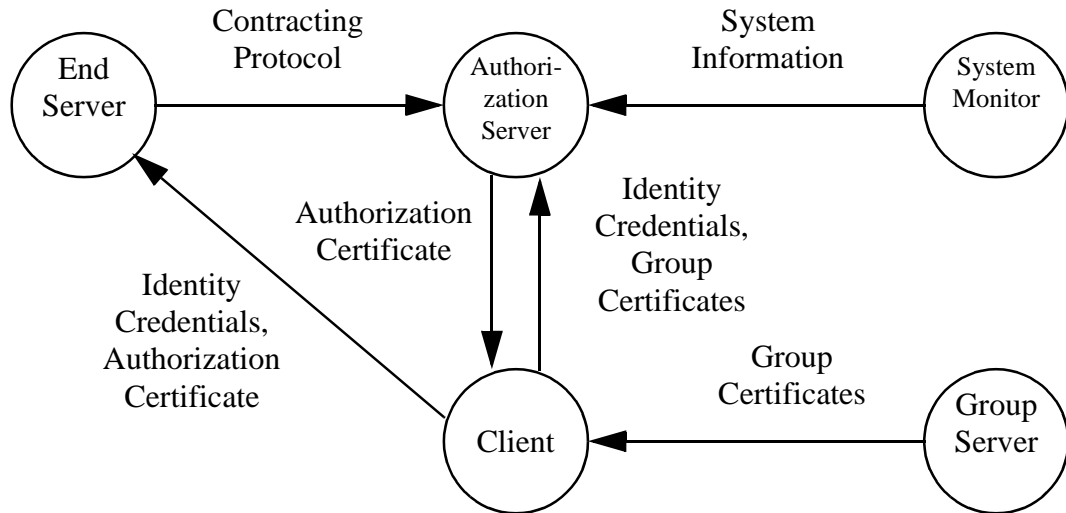 Contracting
Protocol
System
Information
End
Server
Authori-
zation
Server
System
Monitor
Authorization
Certificate
Identity
Credentials,
Group
Certificates
Identity
Credentials,
Authorization
Certificate
Group
Certificates
Client
Group
Server